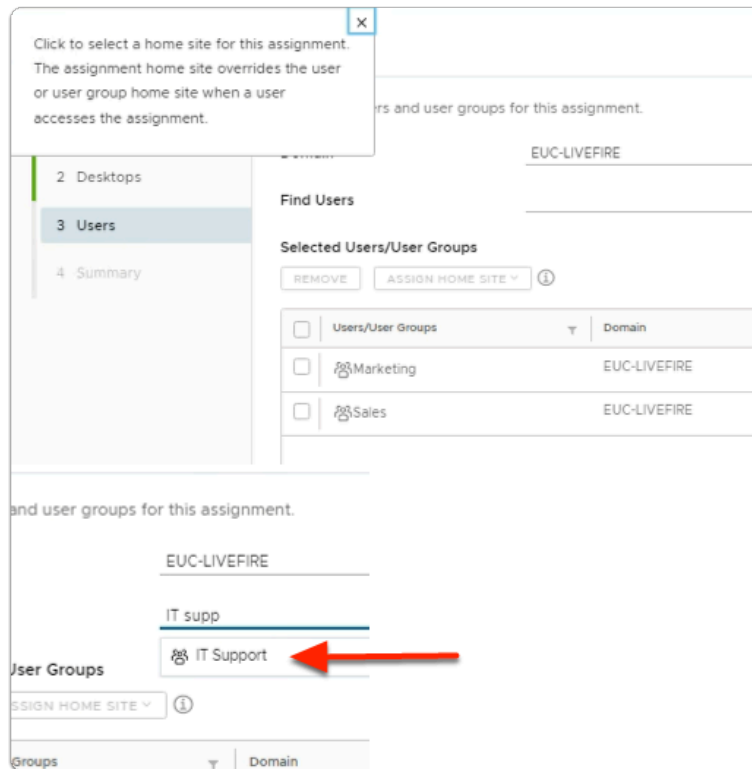 Click to select a home site for this assignment.
The assignment home site overrides the user
or user group home site when a user
accesses the assignment.
and user groups for this assignment.
EUC-LIVEFIRE
2 Desktops
Find Users
3 Users
Selected Users/User Groups
4 Summary
REMOVE
ASSIGN HOME SITE
Users/User Groups
Domain
Marketing
EUC-LIVEFIRE
Sales
EUC-LIVEFIRE
and user groups for this assignment.
EUC-LIVEFIRE
IT supp
IT Support
User Groups
SSIGN HOME SITE
Groups
Domain